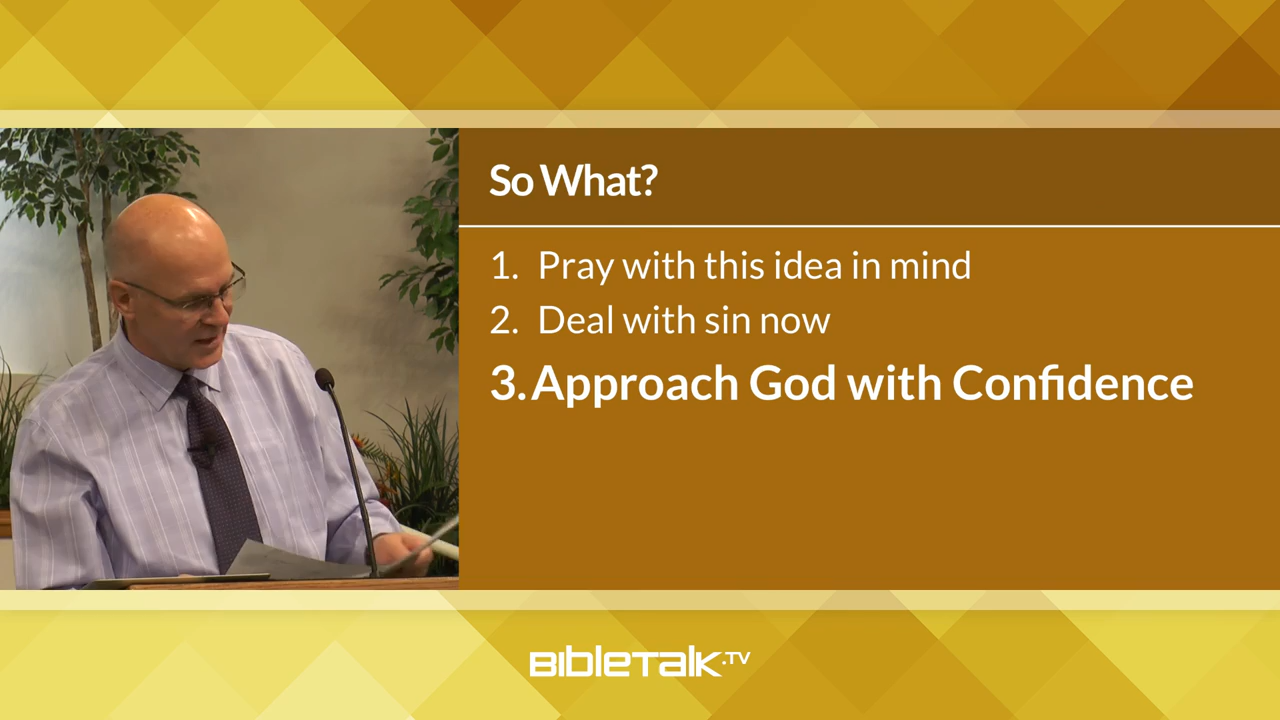 So What?
1. Pray with this idea in mind
2. Deal with sin now
3. Approach God with Confidence
BibleTalk.TV